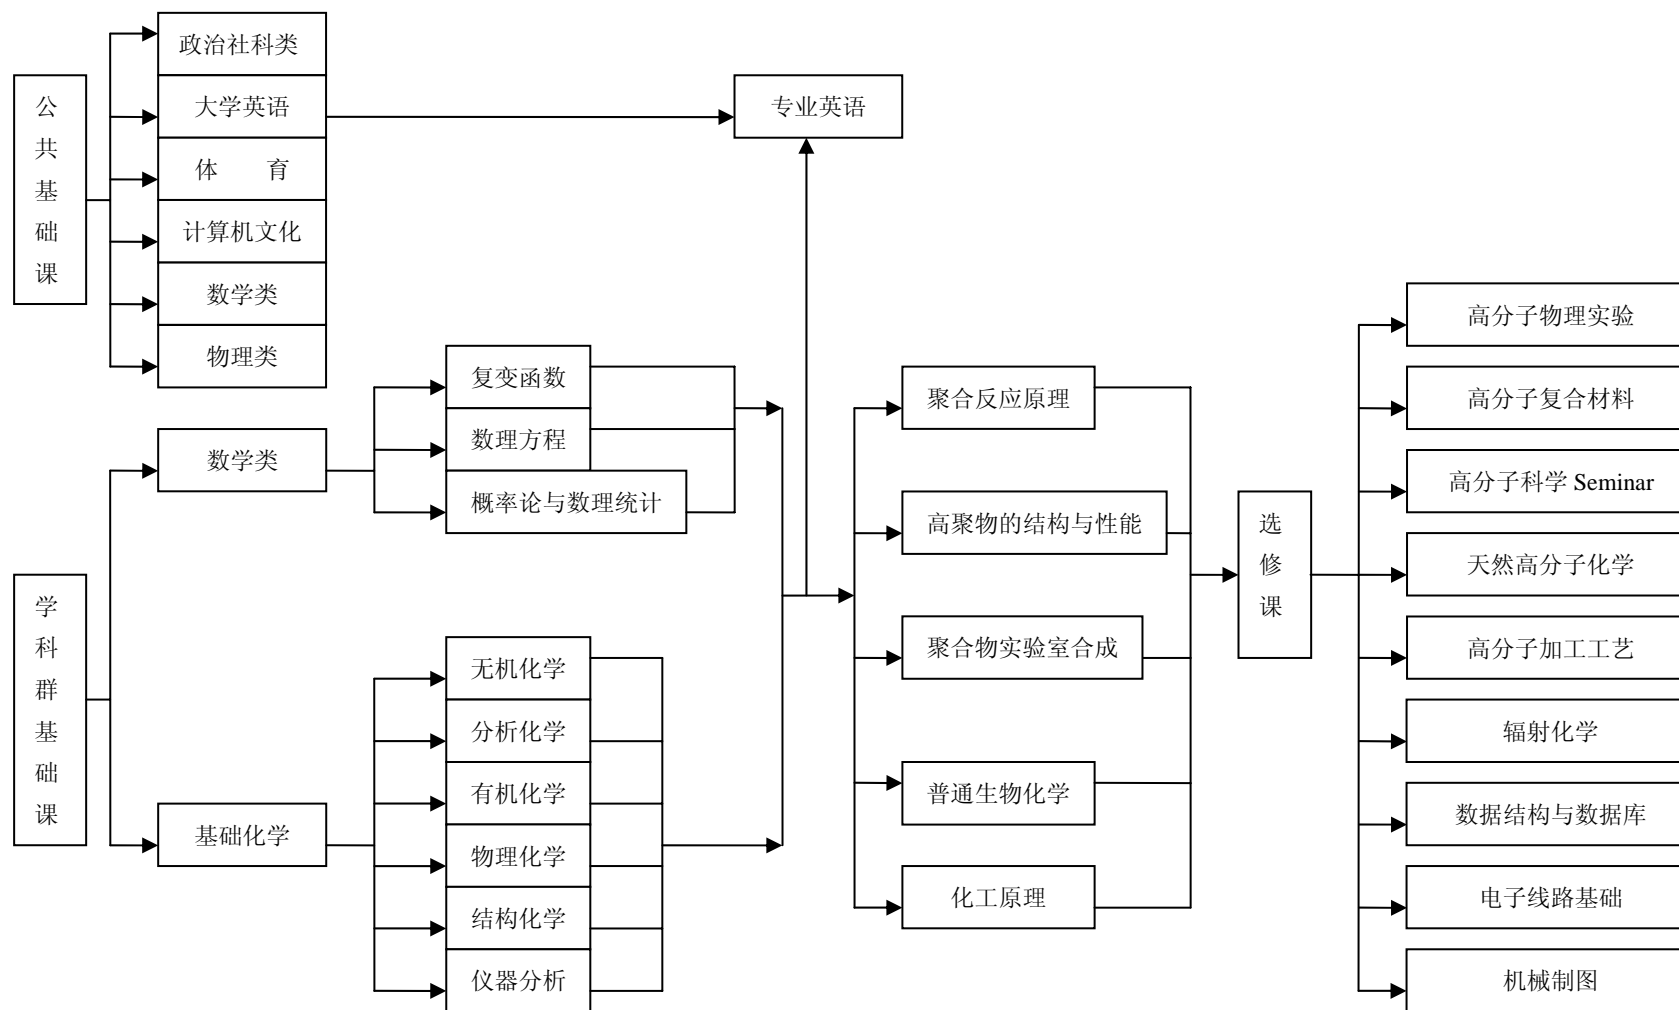 公共基础课
政治社科类
大学英语
体　　育
计算机文化
数学类
物理类
专业英语
学科群基础课
数学类
基础化学
复变函数
数理方程
概率论与数理统计
无机化学
分析化学
有机化学
物理化学
结构化学
仪器分析
聚合反应原理
高聚物的结构与性能
聚合物实验室合成
普通生物化学
化工原理
选修课
高分子物理实验
高分子复合材料
高分子科学 Seminar
天然高分子化学
高分子加工工艺
辐射化学
数据结构与数据库
电子线路基础
机械制图